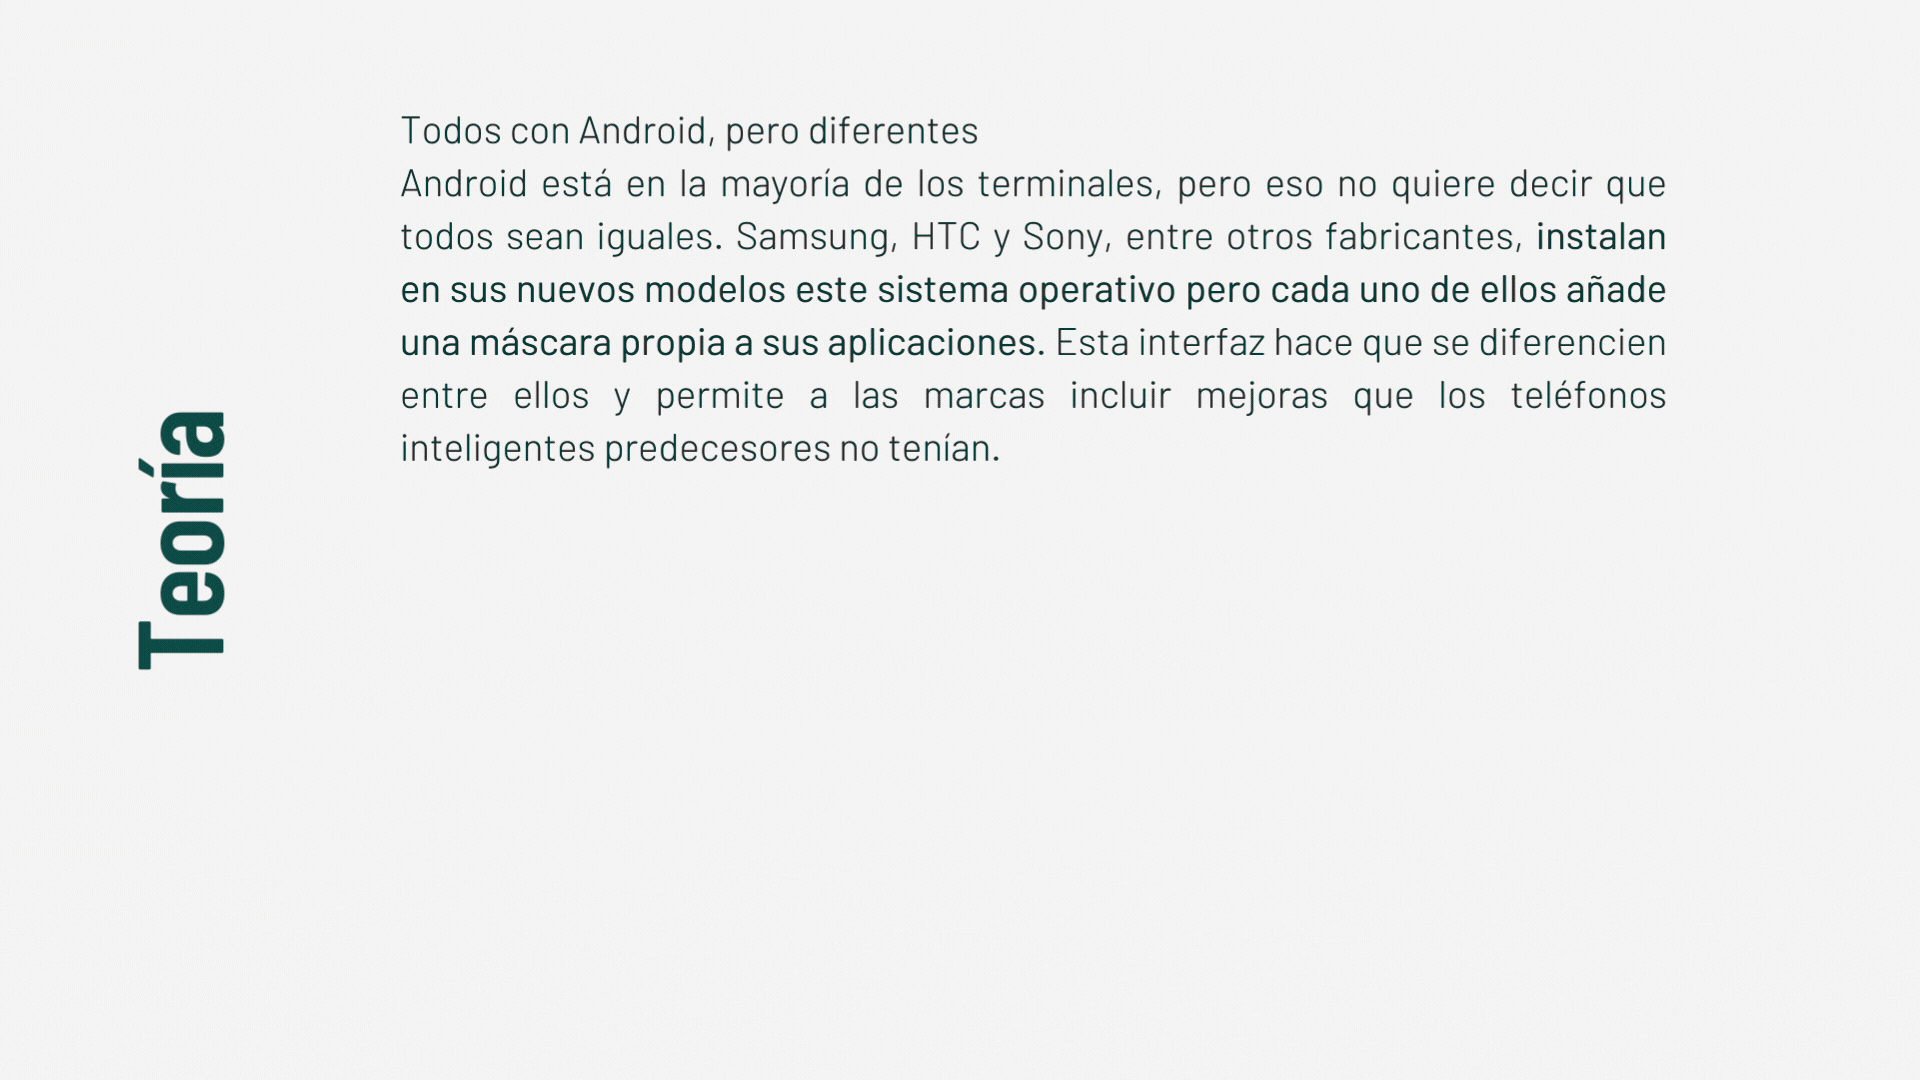 Todos con Android, pero diferentes
Android está en la mayoría de los terminales, pero eso no quiere decir que
todos sean iguales. Samsung, HTC y Sony, entre otros fabricantes, instalan
en sus nuevos modelos este sistema operativo pero cada uno de ellos añade
una máscara propia a sus aplicaciones. Esta interfaz hace que se diferencien
entre ellos y permite a las marcas incluir mejoras que los teléfonos
inteligentes predecesores no tenían.
Teoría